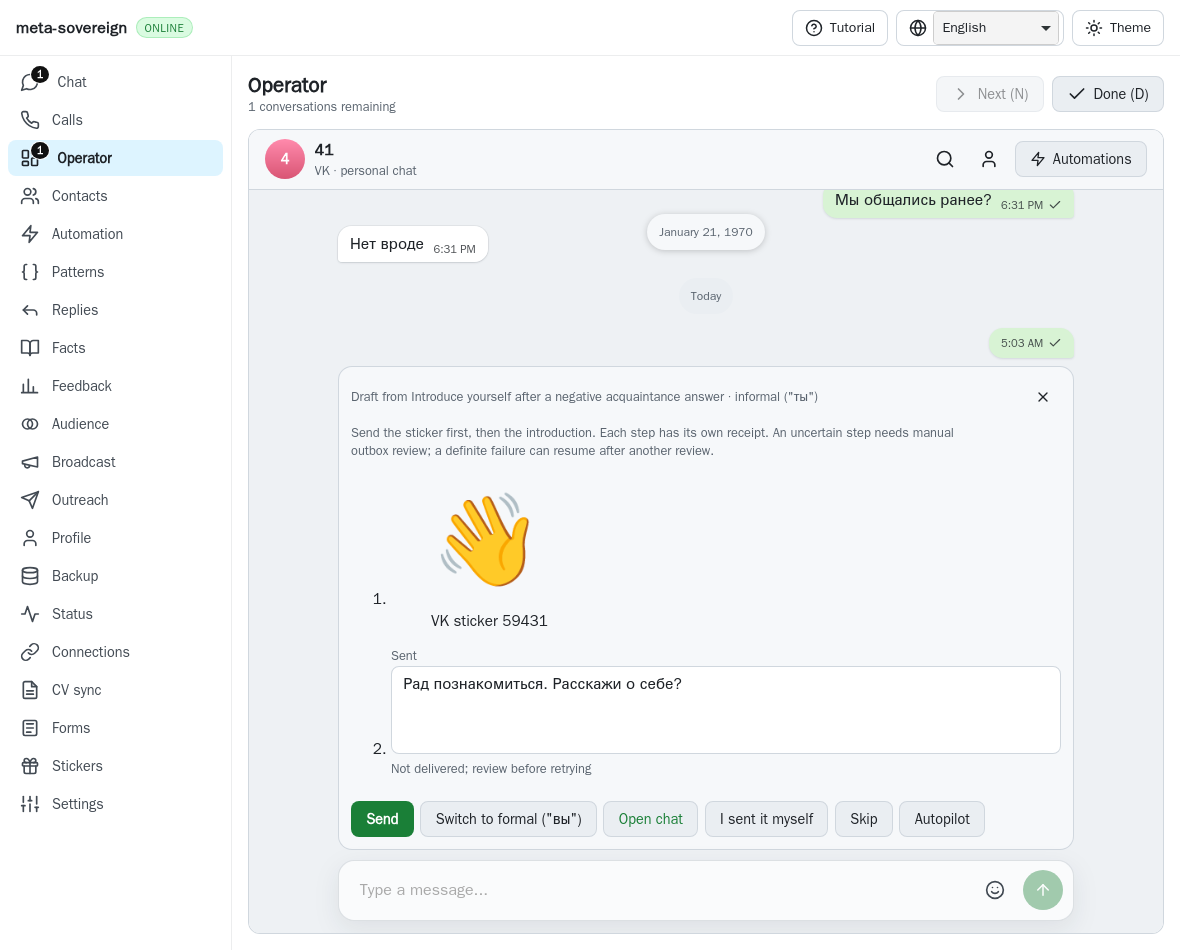 meta-sovereign ONLINE
Tutorial
English
Theme
1 Chat
Calls
1 Operator
Contacts
Automation
Patterns
Replies
Facts
Feedback
Audience
Broadcast
Outreach
Profile
Backup
Status
Connections
CV sync
Forms
Stickers
Settings
Operator
1 conversations remaining
Next (N)
Done (D)
4
41
VK · personal chat
Automations
Мы общались ранее? 6:31 PM
January 21, 1970
Нет вроде 6:31 PM
Today
5:03 AM
Draft from Introduce yourself after a negative acquaintance answer · informal ("ты")
Send the sticker first, then the introduction. Each step has its own receipt. An uncertain step needs manual
outbox review; a definite failure can resume after another review.
1.
VK sticker 59431
Sent
Рад познакомиться. Расскажи о себе?
2.
Not delivered; review before retrying
Send
Switch to formal ("вы")
Open chat
I sent it myself
Skip
Autopilot
Type a message...